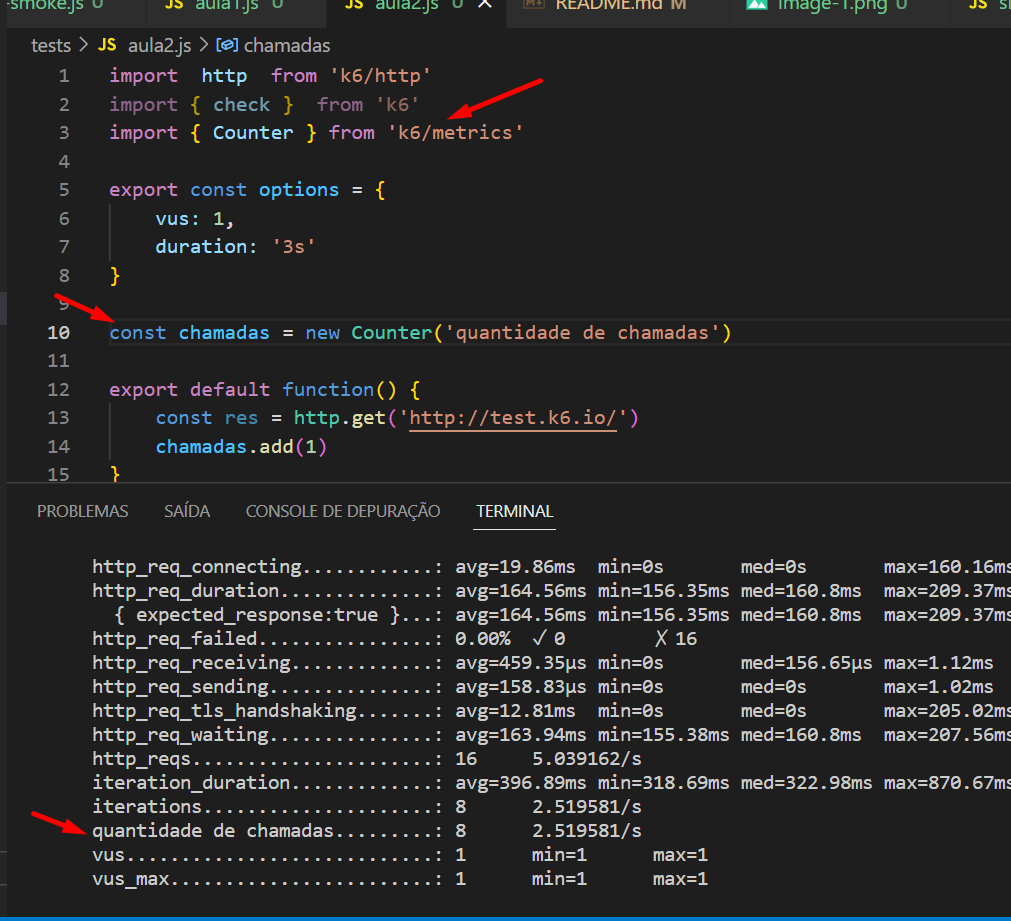 -smoke.js U JS aula1.js U JS aula2.js U × README.md M image-1.png U JS
tests > JS aula2.js > chamadas
1 import http from 'k6/http'
2 import { check } from 'k6'
3 import { Counter } from 'k6/metrics'
4
5 export const options = {
6 vus: 1,
7 duration: '3s'
8 }
9
10 const chamadas = new Counter('quantidade de chamadas')
11
12 export default function() {
13 const res = http.get('http://test.k6.io/')
14 chamadas.add(1)
15 }
PROBLEMAS SAÍDA CONSOLE DE DEPURAÇÃO TERMINAL
http_req_connecting............: avg=19.86ms min=0s med=0s max=160.16ms
http_req_duration..............: avg=164.56ms min=156.35ms med=160.8ms max=209.37ms
{ expected_response:true }...: avg=164.56ms min=156.35ms med=160.8ms max=209.37ms
http_req_failed................: 0.00% ✓ 0 ✗ 16
http_req_receiving.............: avg=459.35µs min=0s med=156.65µs max=1.12ms
http_req_sending...............: avg=158.83µs min=0s med=0s max=1.02ms
http_req_tls_handshaking.......: avg=12.81ms min=0s med=0s max=205.02ms
http_req_waiting...............: avg=163.94ms min=155.38ms med=160.8ms max=207.56ms
http_reqs......................: 16 5.039162/s
iteration_duration.............: avg=396.89ms min=318.69ms med=322.98ms max=870.67ms
iterations.....................: 8 2.519581/s
quantidade de chamadas.........: 8 2.519581/s
vus............................: 1 min=1 max=1
vus_max........................: 1 min=1 max=1